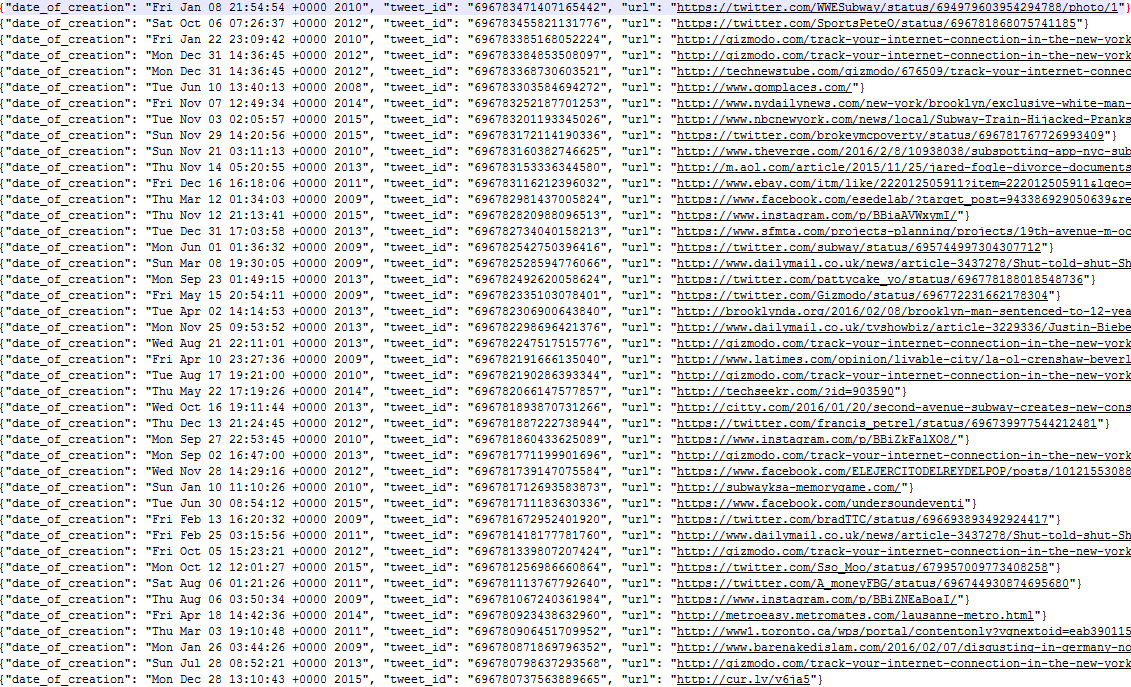 {"date_of_creation": "Fri Jan 08 21:54:54 +0000 2010", "tweet_id": "696783471407165442", "url": "https://twitter.com/WWESubway/status/694979603954294788/photo/1"}
{"date_of_creation": "Sat Oct 06 07:26:37 +0000 2012", "tweet_id": "696783455821131776", "url": "https://twitter.com/SportsPeteO/status/696781868075741185"}
{"date_of_creation": "Fri Jan 22 23:09:42 +0000 2010", "tweet_id": "696783385168052224", "url": "http://gizmodo.com/track-your-internet-connection-in-the-new-york
{"date_of_creation": "Mon Dec 31 14:36:45 +0000 2012", "tweet_id": "696783384853508097", "url": "http://gizmodo.com/track-your-internet-connection-in-the-new-york
{"date_of_creation": "Mon Dec 31 14:36:45 +0000 2012", "tweet_id": "696783368730603521", "url": "http://technewstube.com/gizmodo/676509/track-your-internet-connec
{"date_of_creation": "Tue Jun 10 13:40:13 +0000 2008", "tweet_id": "696783303584694272", "url": "http://www.qomplaces.com/"}
{"date_of_creation": "Fri Nov 07 12:49:34 +0000 2014", "tweet_id": "696783252187701253", "url": "http://www.nydailynews.com/new-york/brooklyn/exclusive-white-man-
{"date_of_creation": "Tue Nov 03 02:05:57 +0000 2015", "tweet_id": "696783201193345026", "url": "http://www.nbcnewyork.com/news/local/Subway-Train-Hijacked-Pranks
{"date_of_creation": "Sun Nov 29 14:20:56 +0000 2015", "tweet_id": "696783172114190336", "url": "https://twitter.com/brokeymcpoverty/status/696781767726993409"}
{"date_of_creation": "Sun Nov 21 03:11:13 +0000 2010", "tweet_id": "696783160382746625", "url": "http://www.theverge.com/2016/2/8/10938038/subspotting-app-nyc-sub
{"date_of_creation": "Thu Nov 14 05:20:55 +0000 2013", "tweet_id": "696783153336344580", "url": "http://m.aol.com/article/2015/11/25/jared-fogle-divorce-documents
{"date_of_creation": "Fri Dec 16 16:18:06 +0000 2011", "tweet_id": "696783116212396032", "url": "http://www.ebay.com/itm/like/222012505911?item=222012505911&lgeo=
{"date_of_creation": "Thu Mar 12 01:34:03 +0000 2009", "tweet_id": "696782981437005824", "url": "https://www.facebook.com/esedelab/?target_post=943386929050639&re
{"date_of_creation": "Thu Nov 12 21:13:41 +0000 2015", "tweet_id": "696782820988096513", "url": "https://www.instagram.com/p/BBiaAVWxymI/"}
{"date_of_creation": "Tue Dec 31 17:03:58 +0000 2013", "tweet_id": "696782734040158213", "url": "https://www.sfmta.com/projects-planning/projects/19th-avenue-m-oc
{"date_of_creation": "Mon Jun 01 01:36:32 +0000 2009", "tweet_id": "696782542750396416", "url": "https://twitter.com/subway/status/695744997304307712"}
{"date_of_creation": "Sun Mar 08 19:30:05 +0000 2009", "tweet_id": "696782528594776066", "url": "http://www.dailymail.co.uk/news/article-3437278/Shut-told-shut-Sh
{"date_of_creation": "Mon Sep 23 01:49:15 +0000 2013", "tweet_id": "696782492620058624", "url": "https://twitter.com/pattycake_yo/status/696778188018548736"}
{"date_of_creation": "Fri May 15 20:54:11 +0000 2009", "tweet_id": "696782335103078401", "url": "https://twitter.com/Gizmodo/status/696772231662178304"}
{"date_of_creation": "Tue Apr 02 14:14:53 +0000 2013", "tweet_id": "696782306900643840", "url": "http://brooklynda.org/2016/02/08/brooklyn-man-sentenced-to-12-yea
{"date_of_creation": "Mon Nov 25 09:53:52 +0000 2013", "tweet_id": "696782298696421376", "url": "http://www.dailymail.co.uk/tvshowbiz/article-3229336/Justin-Biebe
{"date_of_creation": "Wed Aug 21 22:11:01 +0000 2013", "tweet_id": "696782247517515776", "url": "http://gizmodo.com/track-your-internet-connection-in-the-new-york
{"date_of_creation": "Fri Apr 10 23:27:36 +0000 2009", "tweet_id": "696782191666135040", "url": "http://www.latimes.com/opinion/livable-city/la-ol-crenshaw-beverl
{"date_of_creation": "Tue Aug 17 19:21:00 +0000 2010", "tweet_id": "696782190286393344", "url": "http://gizmodo.com/track-your-internet-connection-in-the-new-york
{"date_of_creation": "Thu May 22 17:19:26 +0000 2014", "tweet_id": "696782066147577857", "url": "http://techseekr.com/?id=903590"}
{"date_of_creation": "Wed Oct 16 19:11:44 +0000 2013", "tweet_id": "696781893870731266", "url": "http://citty.com/2016/01/20/second-avenue-subway-creates-new-cons
{"date_of_creation": "Thu Dec 13 21:24:45 +0000 2012", "tweet_id": "696781887222738944", "url": "https://twitter.com/francis_petrel/status/696739977544212481"}
{"date_of_creation": "Mon Sep 27 22:53:45 +0000 2010", "tweet_id": "696781860433625089", "url": "https://www.instagram.com/p/BBiZkFalXO8/"}
{"date_of_creation": "Mon Sep 02 16:47:00 +0000 2013", "tweet_id": "696781771199901696", "url": "http://gizmodo.com/track-your-internet-connection-in-the-new-york
{"date_of_creation": "Wed Nov 28 14:29:16 +0000 2012", "tweet_id": "696781739147075584", "url": "https://www.facebook.com/ELEJERCITODELREYDELPOP/posts/10121553088
{"date_of_creation": "Sun Jan 10 11:10:26 +0000 2010", "tweet_id": "696781712693583873", "url": "http://subwayksa-memorygame.com/"}
{"date_of_creation": "Tue Jun 30 08:54:12 +0000 2015", "tweet_id": "696781711183630336", "url": "https://www.facebook.com/undersoundeventi"}
{"date_of_creation": "Fri Feb 13 16:20:32 +0000 2009", "tweet_id": "696781672952401920", "url": "https://twitter.com/bradTTC/status/696693893492924417"}
{"date_of_creation": "Fri Feb 25 03:15:56 +0000 2011", "tweet_id": "696781418177781760", "url": "http://www.dailymail.co.uk/news/article-3437278/Shut-told-shut-Sh
{"date_of_creation": "Fri Oct 05 15:23:21 +0000 2012", "tweet_id": "696781339807207424", "url": "http://gizmodo.com/track-your-internet-connection-in-the-new-york
{"date_of_creation": "Mon Oct 12 12:01:27 +0000 2015", "tweet_id": "696781256986660864", "url": "https://twitter.com/Sso_Moo/status/679957009773408258"}
{"date_of_creation": "Sat Aug 06 01:21:26 +0000 2011", "tweet_id": "696781113767792640", "url": "https://twitter.com/A_moneyFBG/status/696744930874695680"}
{"date_of_creation": "Thu Aug 06 03:50:34 +0000 2009", "tweet_id": "696781067240361984", "url": "https://www.instagram.com/p/BBiZNEaBoaI/"}
{"date_of_creation": "Fri Apr 18 14:42:36 +0000 2014", "tweet_id": "696780923438632960", "url": "http://metroeasy.metromates.com/lausanne-metro.html"}
{"date_of_creation": "Thu Mar 03 19:10:48 +0000 2011", "tweet_id": "696780906451709952", "url": "http://www1.toronto.ca/wps/portal/contentonly?vgnextoid=eab390115
{"date_of_creation": "Mon Jan 26 03:44:26 +0000 2009", "tweet_id": "696780871869796352", "url": "http://www.barenakedislam.com/2016/02/07/disgusting-in-germany-no
{"date_of_creation": "Sun Jul 28 08:52:21 +0000 2013", "tweet_id": "696780798637293568", "url": "http://gizmodo.com/track-your-internet-connection-in-the-new-york
{"date_of_creation": "Mon Dec 28 13:10:43 +0000 2015", "tweet_id": "696780737563889665", "url": "http://cur.lv/v6ja5"}